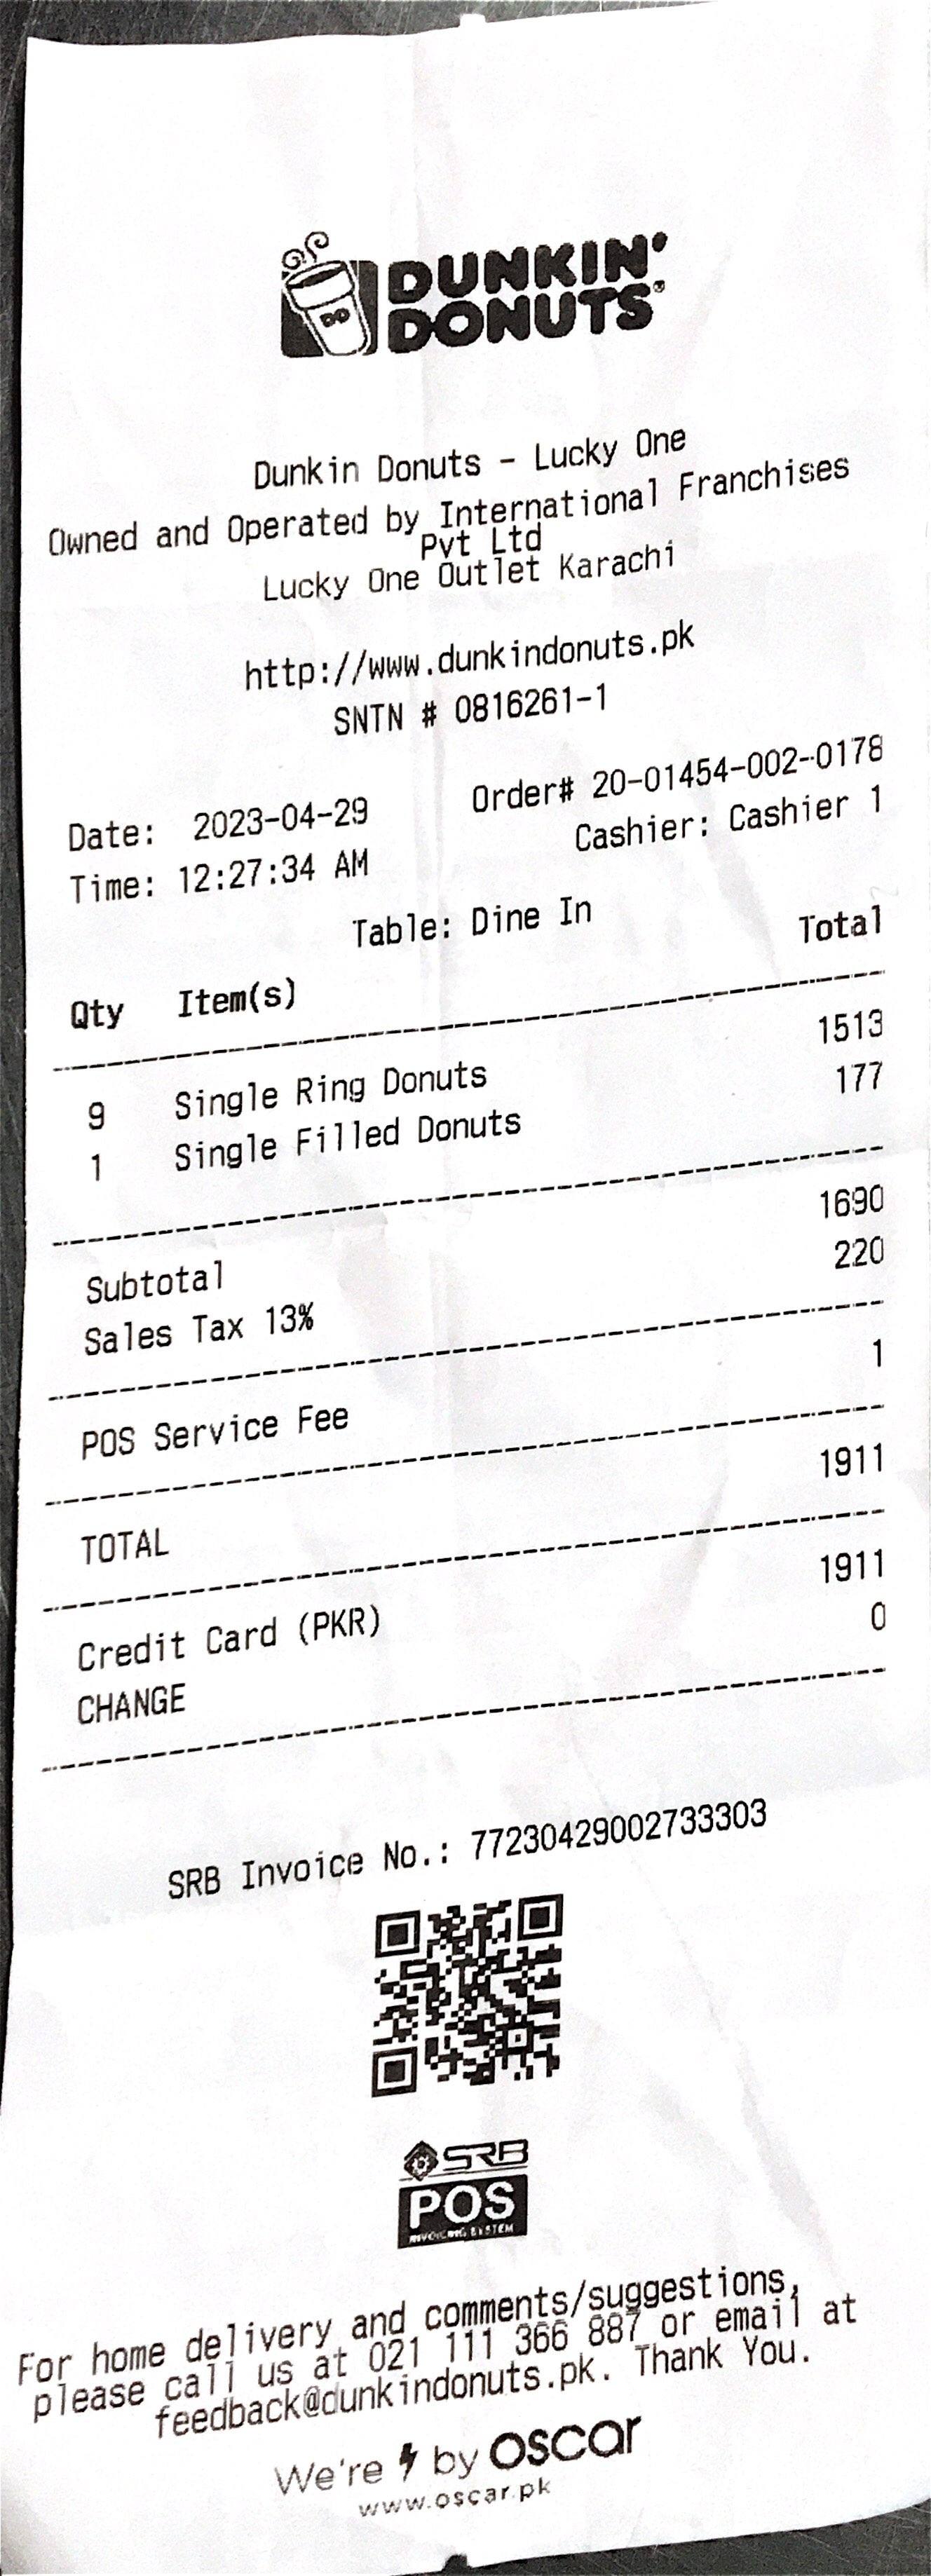 DUNKIN'
DONUTS®
DD
Dunkin Donuts - Lucky One
Owned and Operated by International Franchises
Pvt Ltd
Lucky One Outlet Karachi
http://www.dunkindonuts.pk
SNTN # 0816261-1
Date: 2023-04-29 Order# 20-01454-002-0178
Time: 12:27:34 AM Cashier: Cashier 1
Table: Dine In
Qty Item(s) Total
9 Single Ring Donuts 1513
1 Single Filled Donuts 177
Subtotal 1690
Sales Tax 13% 220
POS Service Fee 1
TOTAL 1911
Credit Card (PKR) 1911
CHANGE 0
SRB Invoice No.: 77230429002733303
SRB
POS
INVOICING SYSTEM
For home delivery and comments/suggestions,
please call us at 021 111 366 887 or email at
feedback@dunkindonuts.pk. Thank You.
We're by oscar
www.oscar.pk